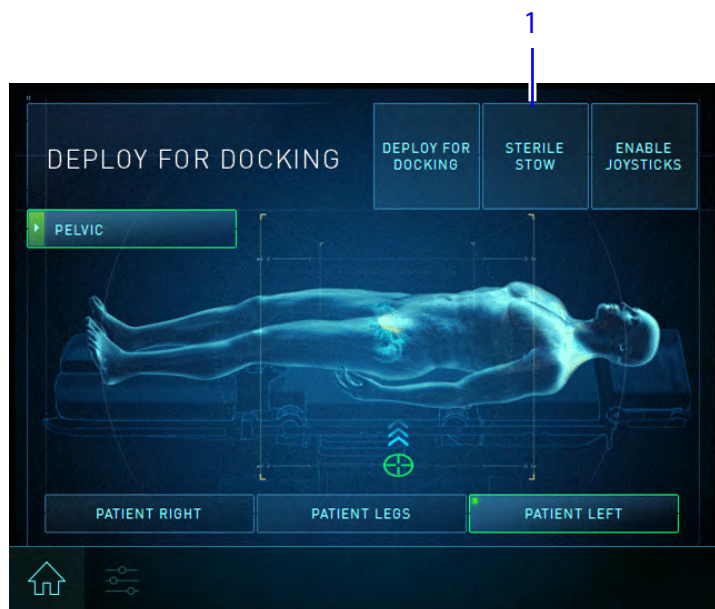 1
DEPLOY FOR DOCKING
DEPLOY FOR
DOCKING
STERILE
STOW
ENABLE
JOYSTICKS
PELVIC
PATIENT RIGHT
PATIENT LEGS
PATIENT LEFT